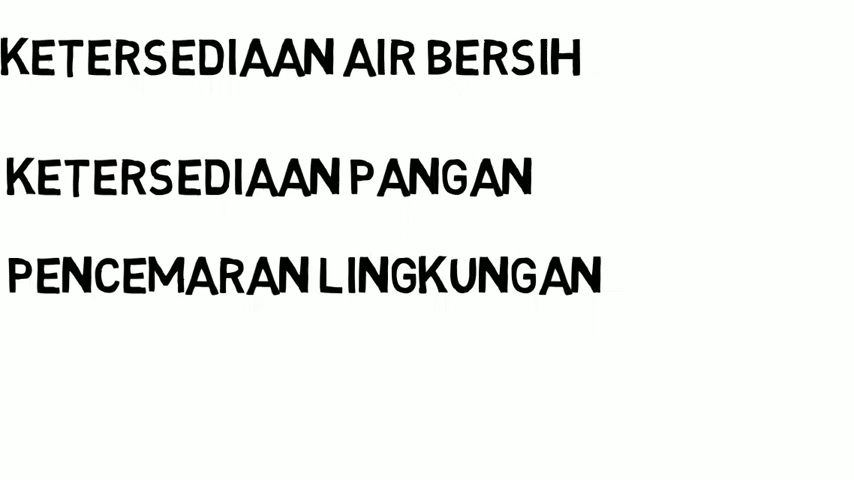 KETERSEDIAAN AIR BERSIH
KETERSEDIAAN PANGAN
PENCEMARAN LINGKUNGAN